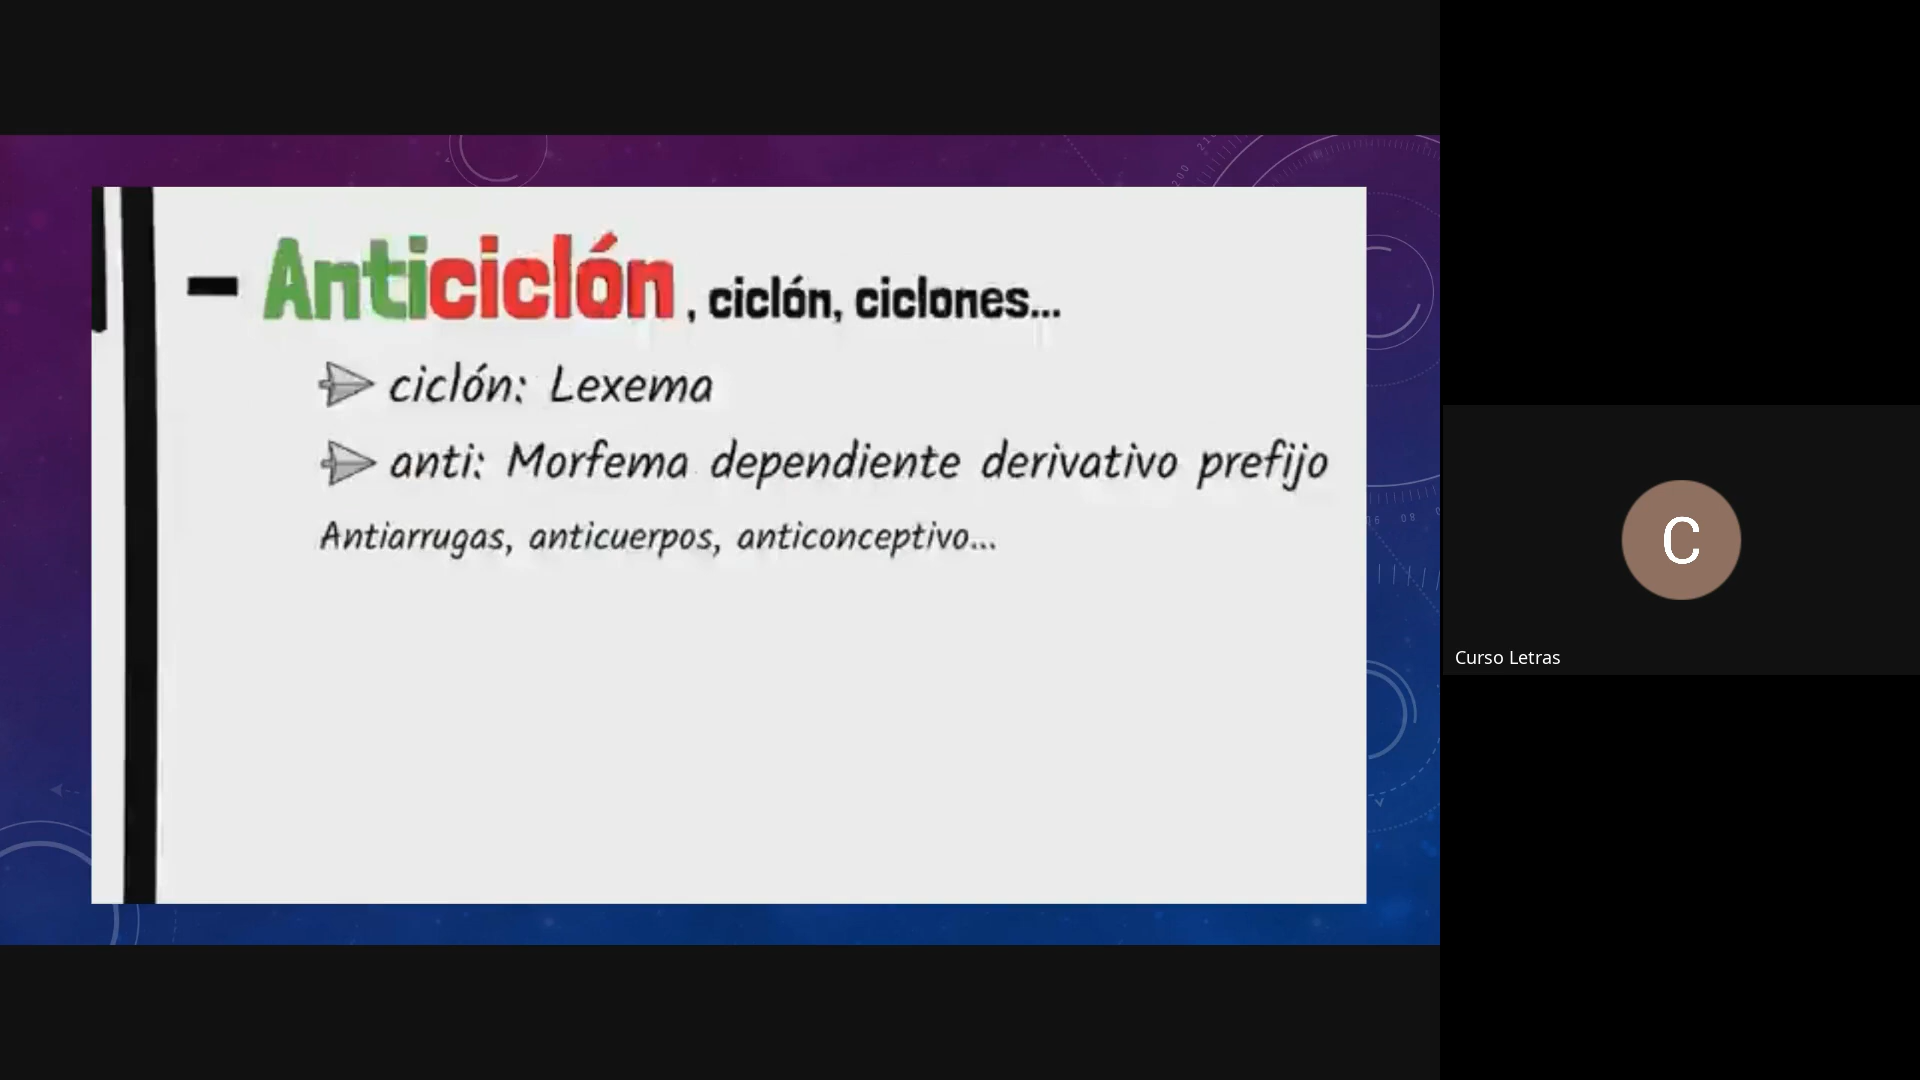 – Anticiclón , ciclón, ciclones...
ciclón: Lexema
anti: Morfema dependiente derivativo prefijo
Antiarrugas, anticuerpos, anticonceptivo...
C
Curso Letras